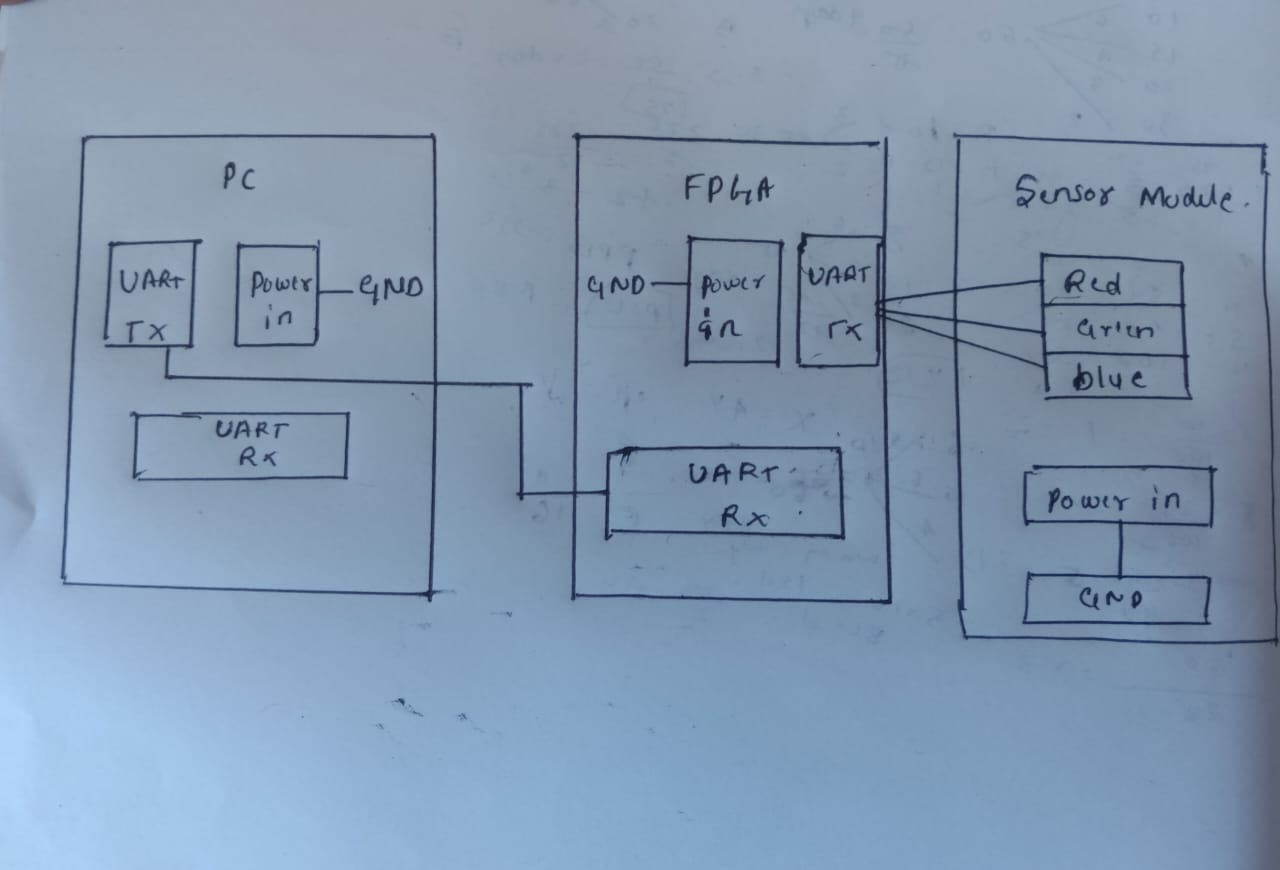 PC
UART
TX
Power
in
GND
UART
RX
FPGA
GND
Power
in
UART
TX
UART
RX
Sensor Module.
Red
Green
blue
Power in
GND